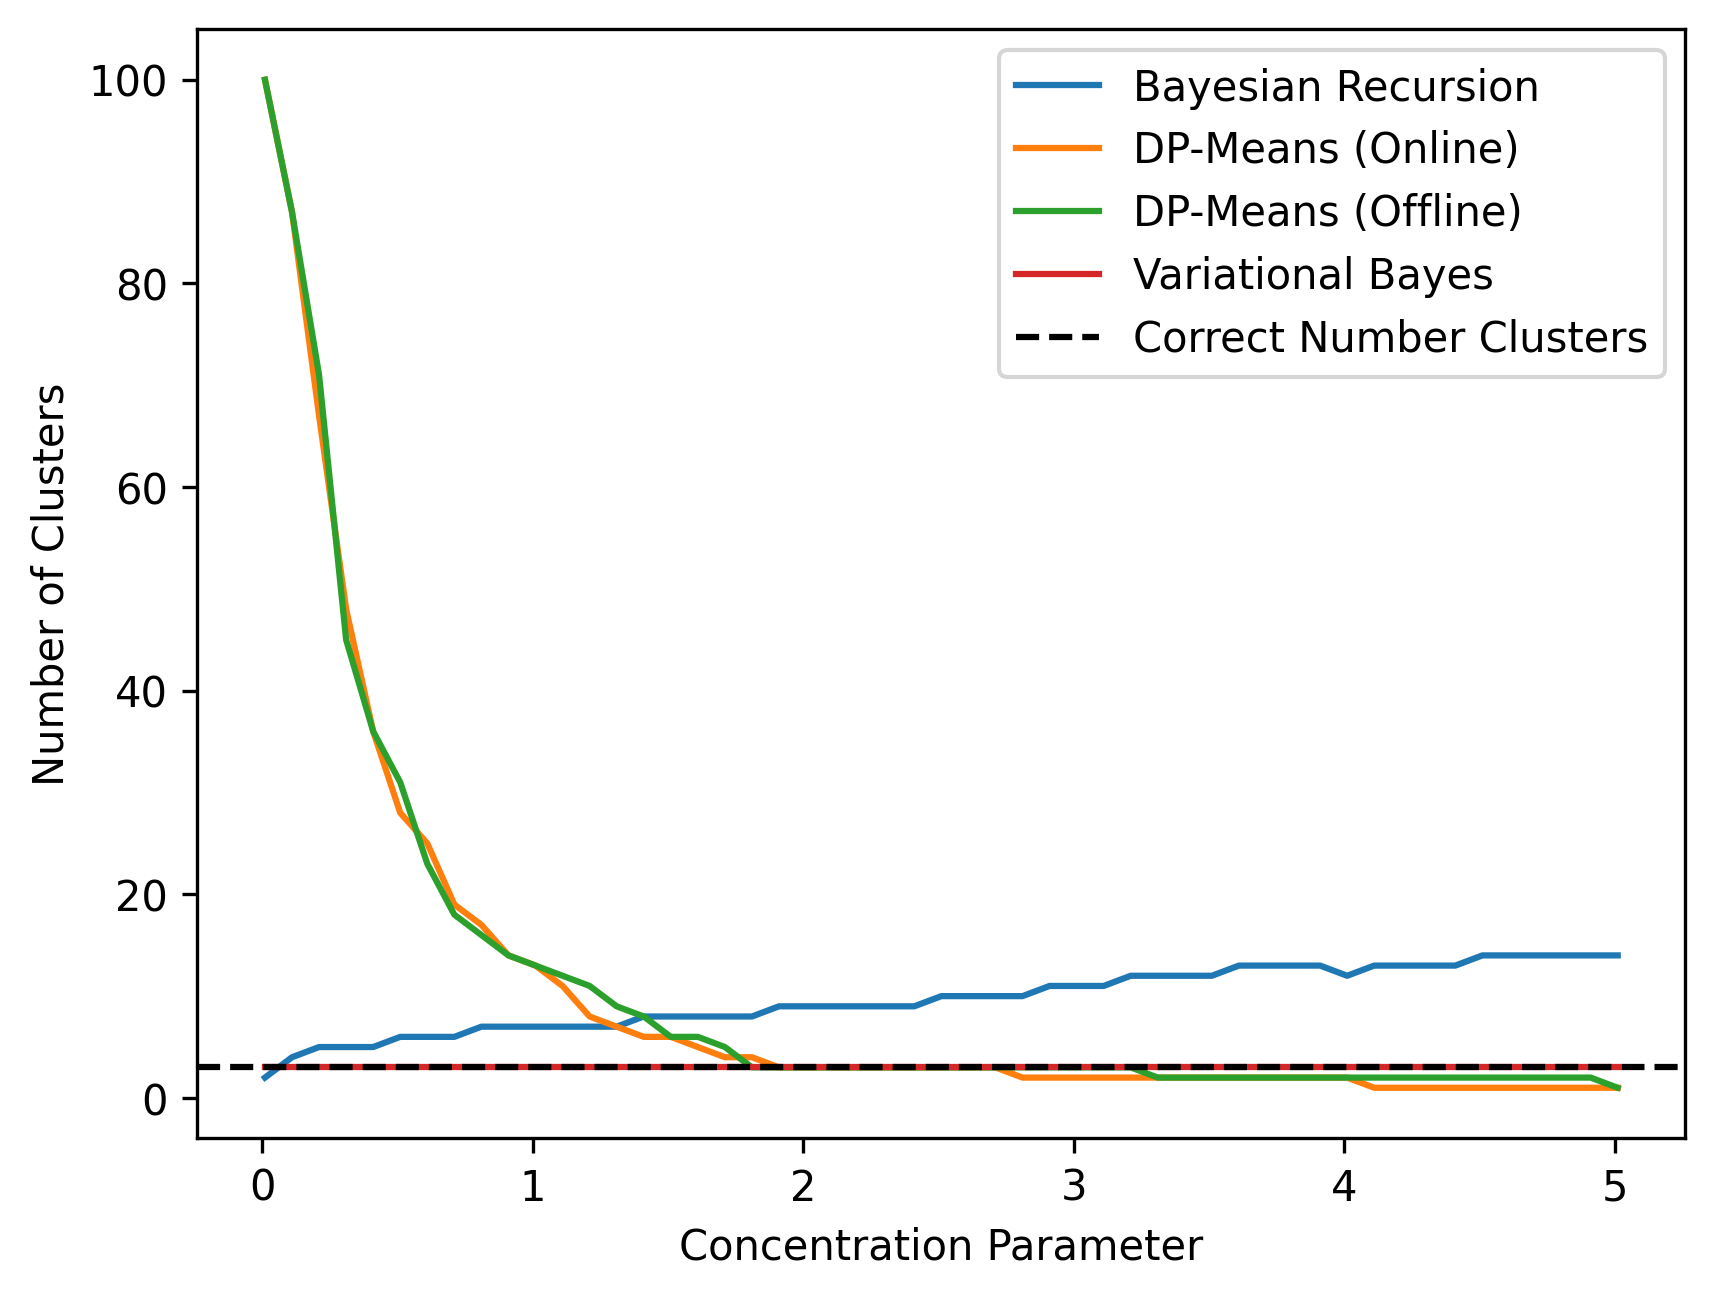 100
80
60
40
20
0
Number of Clusters
Bayesian Recursion
DP-Means (Online)
DP-Means (Offline)
Variational Bayes
Correct Number Clusters
0 1 2 3 4 5
Concentration Parameter